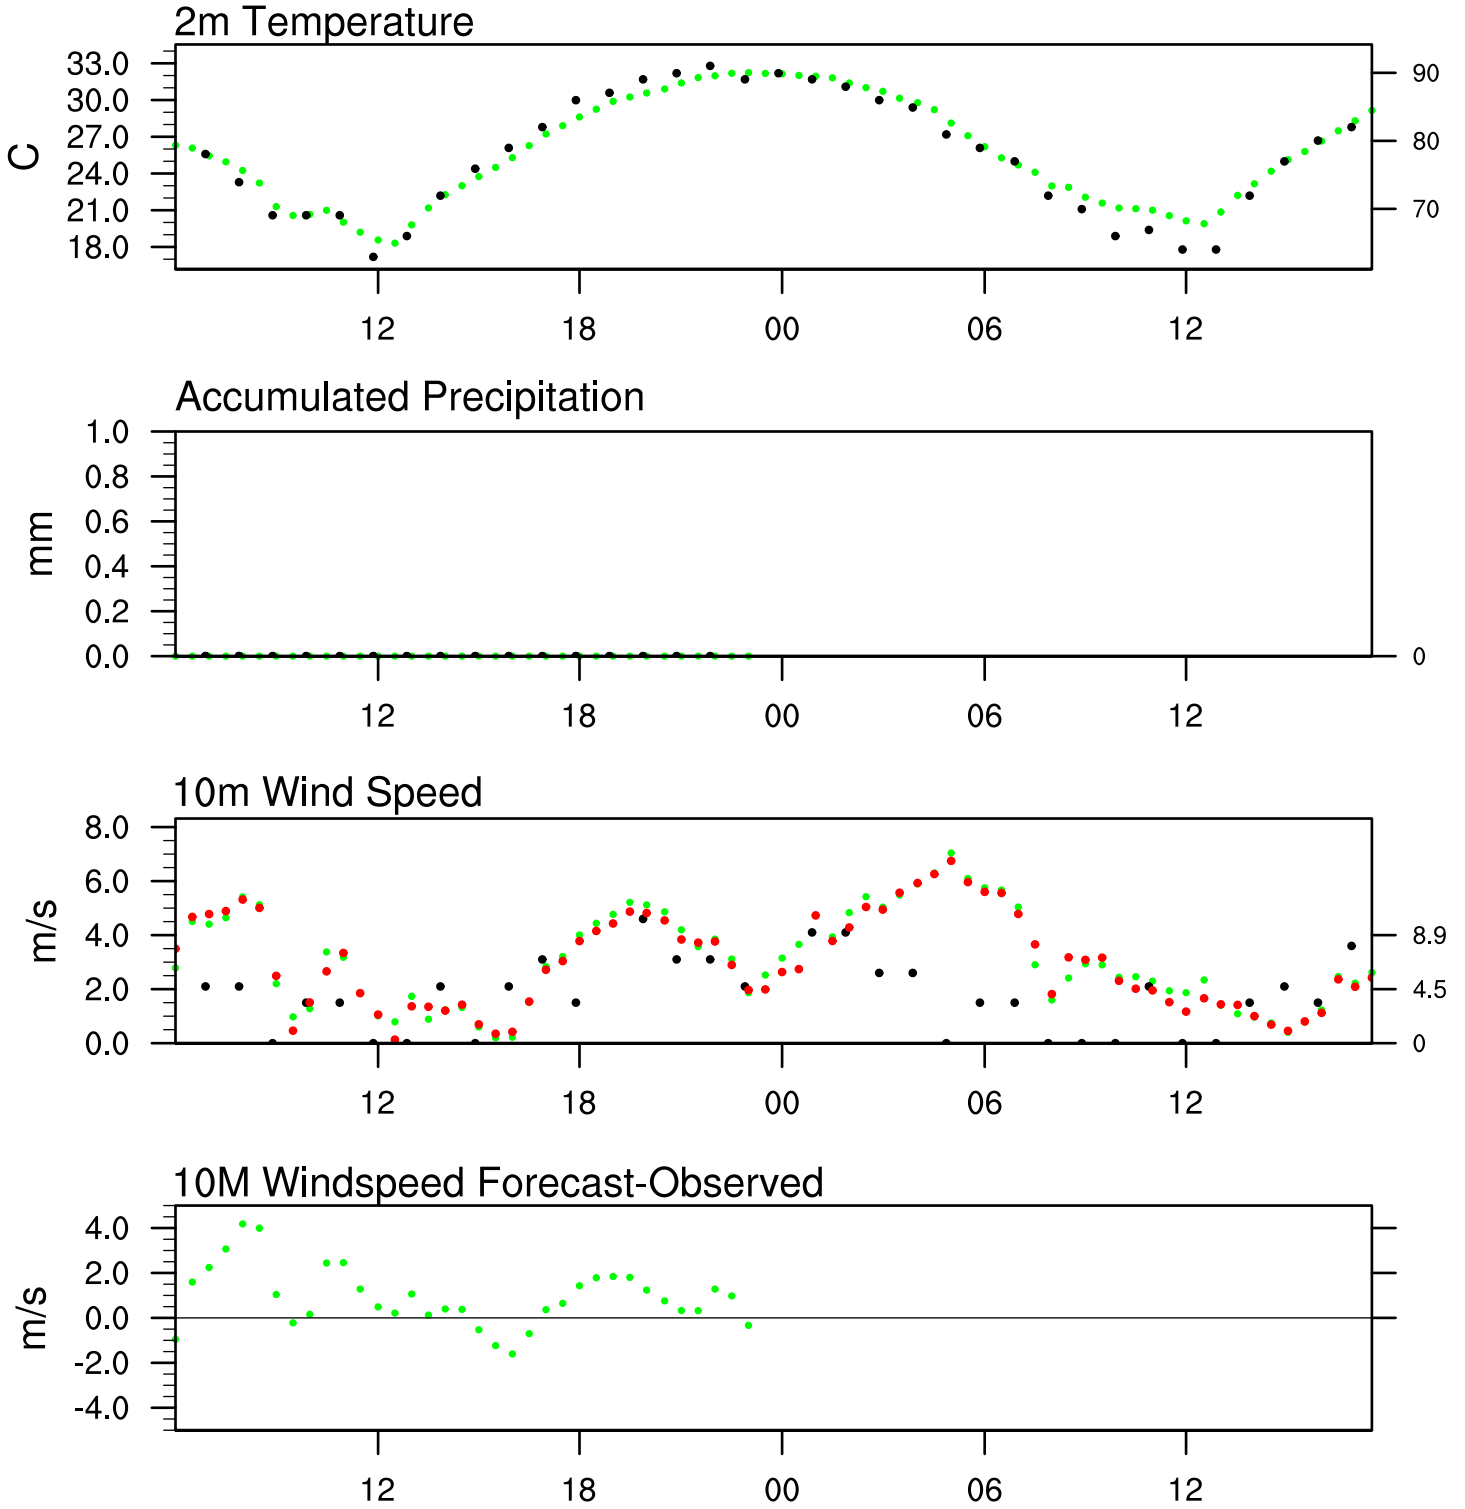 2m Temperature
33.0
30.0
27.0
24.0
21.0
18.0
C
90
80
70
12 18 00 06 12
Accumulated Precipitation
1.0
0.8
0.6
0.4
0.2
0.0
mm
0
12 18 00 06 12
10m Wind Speed
8.0
6.0
4.0
2.0
0.0
m/s
8.9
4.5
0
12 18 00 06 12
10M Windspeed Forecast-Observed
4.0
2.0
0.0
-2.0
-4.0
m/s
12 18 00 06 12